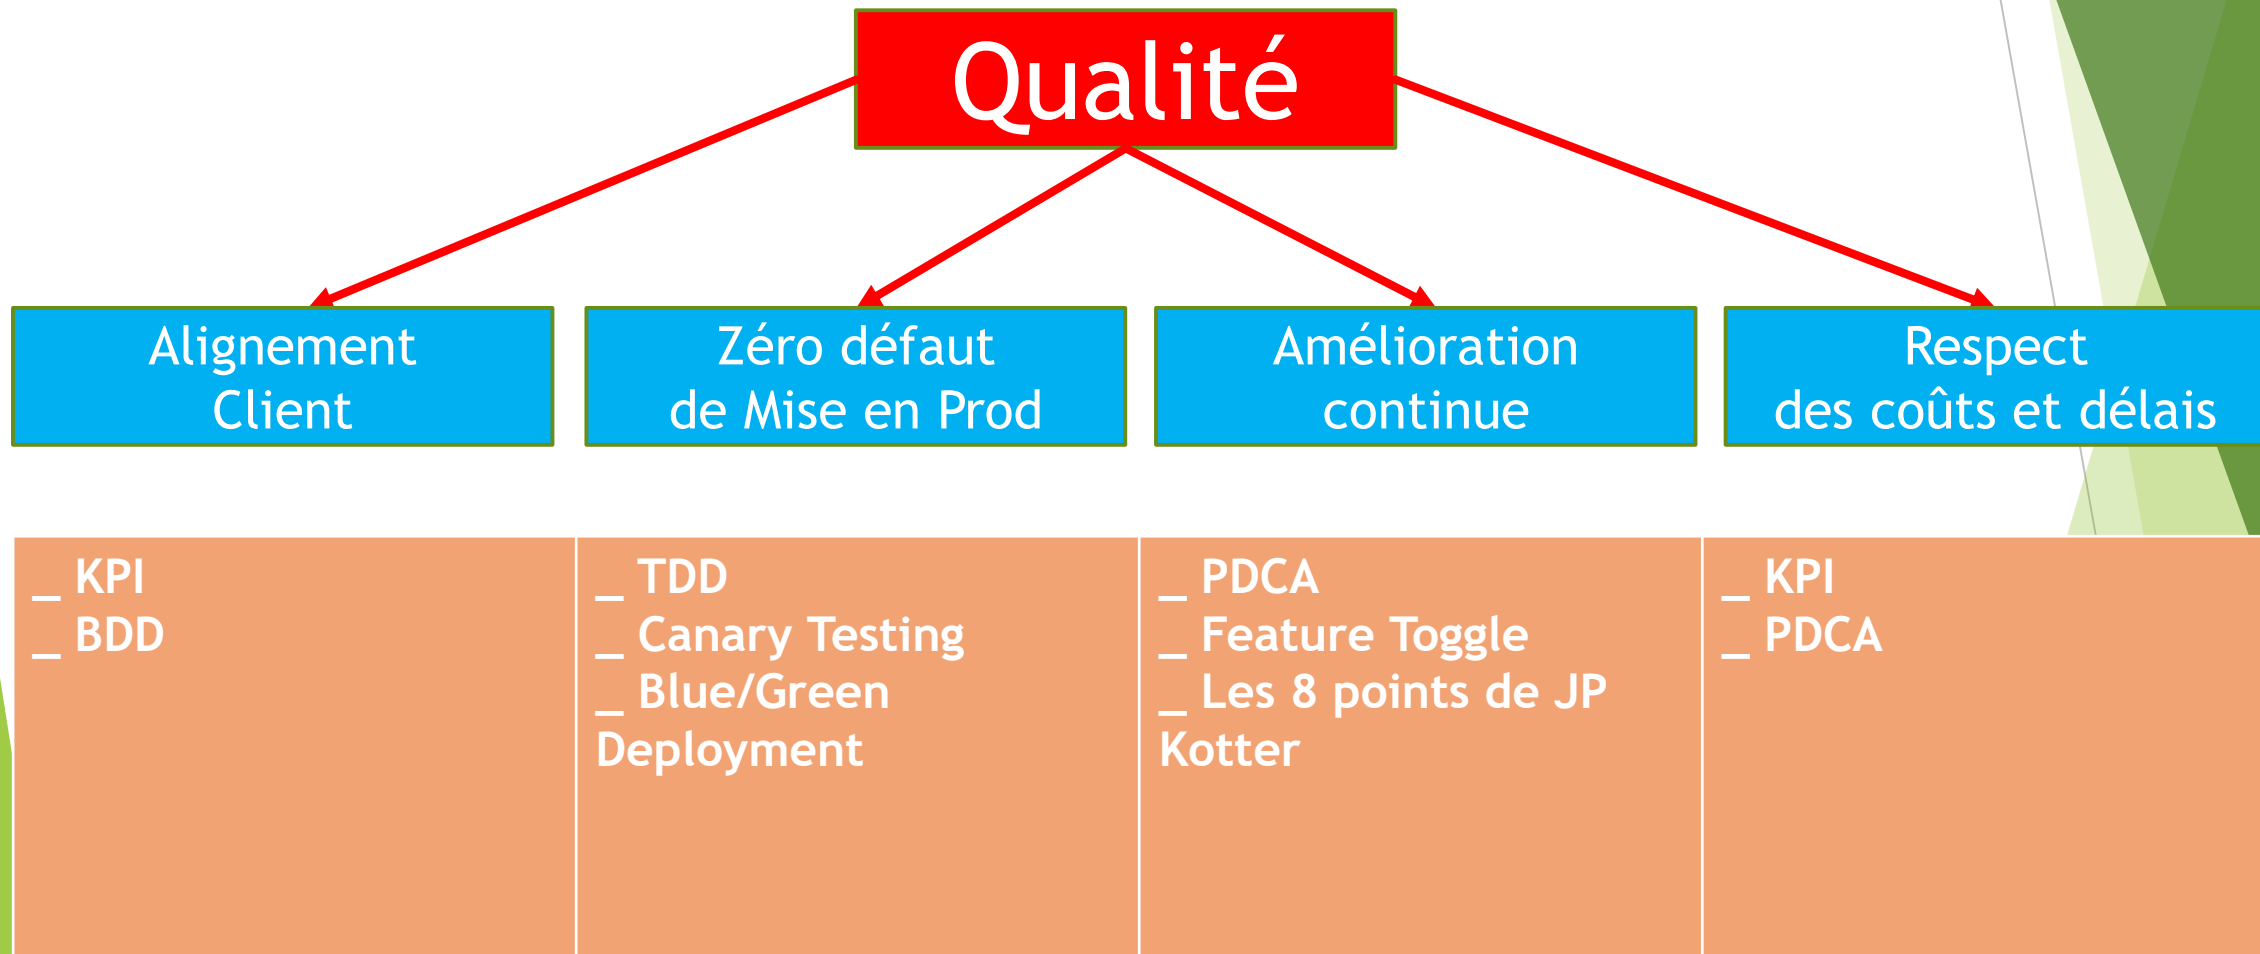 Qualité
Alignement
Client
Zéro défaut
de Mise en Prod
Amélioration
continue
Respect
des coûts et délais
_ KPI
_ BDD
_ TDD
_ Canary Testing
_ Blue/Green
Deployment
_ PDCA
_ Feature Toggle
_ Les 8 points de JP
Kotter
_ KPI
_ PDCA